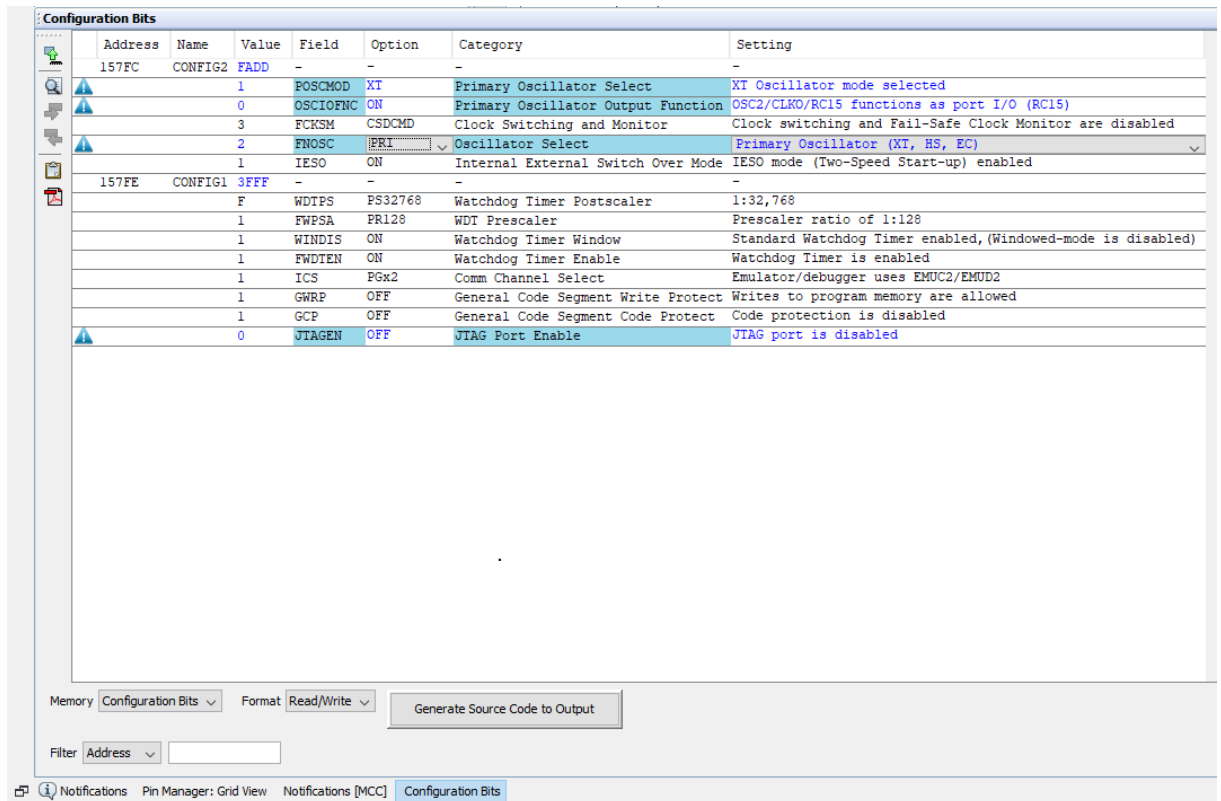 Configuration Bits
Address Name Value Field Option Category Setting
157FC CONFIG2 FADD - - - -
1 POSCMOD XT Primary Oscillator Select XT Oscillator mode selected
0 OSCIOFNC ON Primary Oscillator Output Function OSC2/CLKO/RC15 functions as port I/O (RC15)
3 FCKSM CSDCMD Clock Switching and Monitor Clock switching and Fail-Safe Clock Monitor are disabled
2 FNOSC PRI Oscillator Select Primary Oscillator (XT, HS, EC)
1 IESO ON Internal External Switch Over Mode IESO mode (Two-Speed Start-up) enabled
157FE CONFIG1 3FFF - - - -
F WDTPS PS32768 Watchdog Timer Postscaler 1:32,768
1 FWPSA PR128 WDT Prescaler Prescaler ratio of 1:128
1 WINDIS ON Watchdog Timer Window Standard Watchdog Timer enabled,(Windowed-mode is disabled)
1 FWDTEN ON Watchdog Timer Enable Watchdog Timer is enabled
1 ICS PGx2 Comm Channel Select Emulator/debugger uses EMUC2/EMUD2
1 GWRP OFF General Code Segment Write Protect Writes to program memory are allowed
1 GCP OFF General Code Segment Code Protect Code protection is disabled
0 JTAGEN OFF JTAG Port Enable JTAG port is disabled
Memory Configuration Bits Format Read/Write Generate Source Code to Output
Filter Address
Notifications Pin Manager: Grid View Notifications [MCC] Configuration Bits